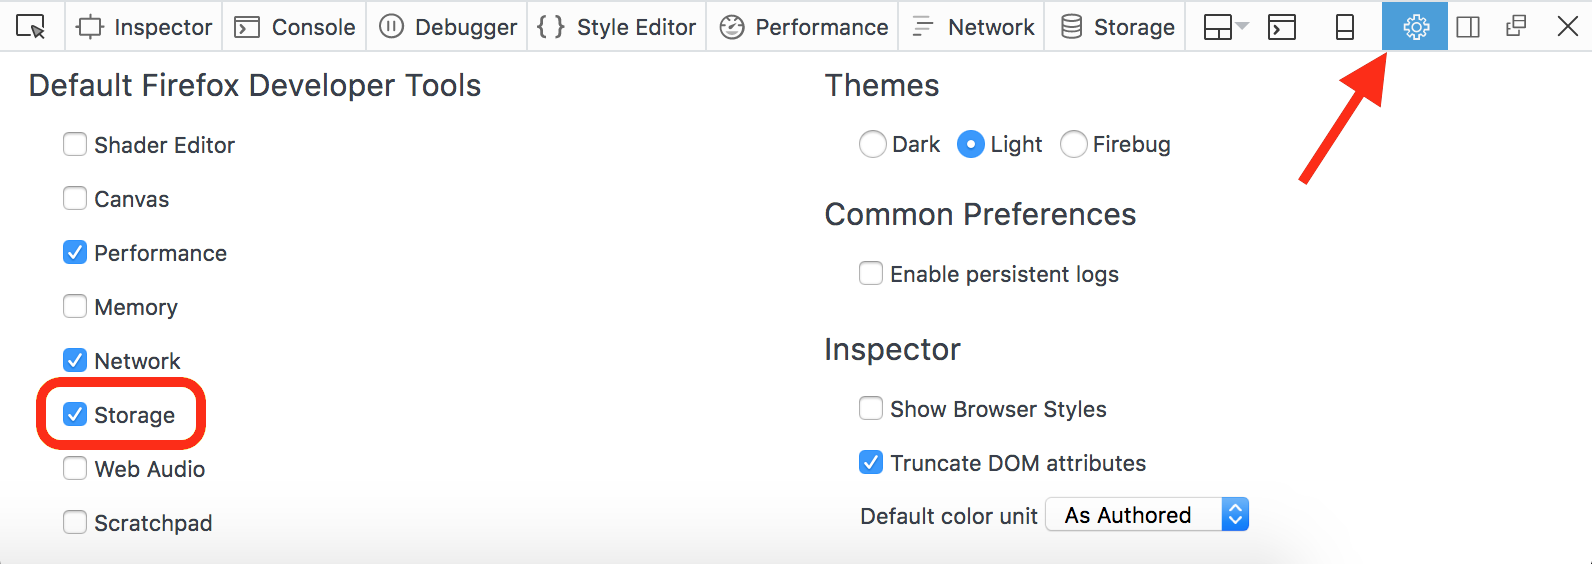 Inspector Console Debugger Style Editor Performance Network Storage
Default Firefox Developer Tools
Shader Editor
Canvas
Performance
Memory
Network
Storage
Web Audio
Scratchpad
Themes
Dark Light Firebug
Common Preferences
Enable persistent logs
Inspector
Show Browser Styles
Truncate DOM attributes
Default color unit As Authored